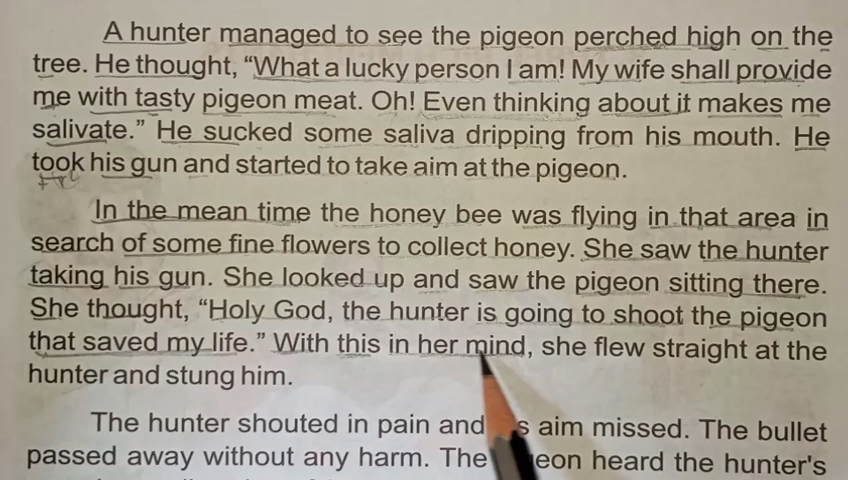 A hunter managed to see the pigeon perched high on the
tree. He thought, “What a lucky person I am! My wife shall provide
me with tasty pigeon meat. Oh! Even thinking about it makes me
salivate.” He sucked some saliva dripping from his mouth. He
took his gun and started to take aim at the pigeon.
In the mean time the honey bee was flying in that area in
search of some fine flowers to collect honey. She saw the hunter
taking his gun. She looked up and saw the pigeon sitting there.
She thought, “Holy God, the hunter is going to shoot the pigeon
that saved my life.” With this in her mind, she flew straight at the
hunter and stung him.
The hunter shouted in pain and aim missed. The bullet
passed away without any harm. The heard the hunter's